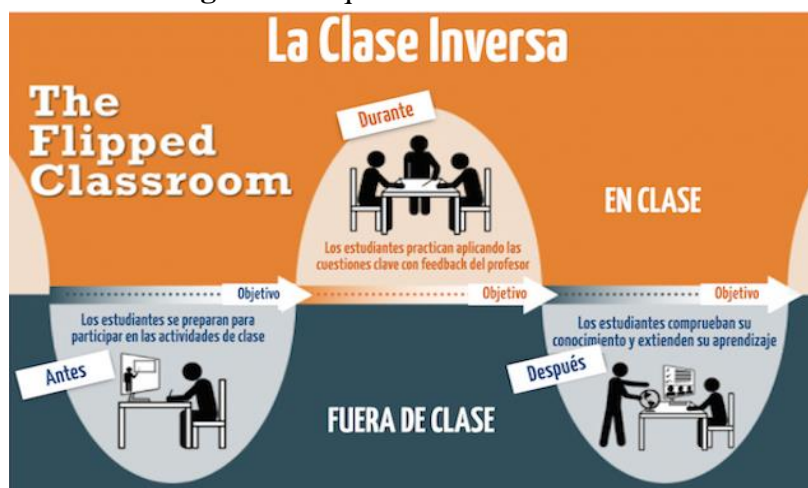 La Clase Inversa
The
Flipped
Classroom
Durante
Los estudiantes practican aplicando las
cuestiones clave con feedback del profesor
EN CLASE
Objetivo
Objetivo
Objetivo
Los estudiantes se preparan para
participar en las actividades de clase
Antes
FUERA DE CLASE
Los estudiantes comprueban su
conocimiento y extienden su aprendizaje
Después